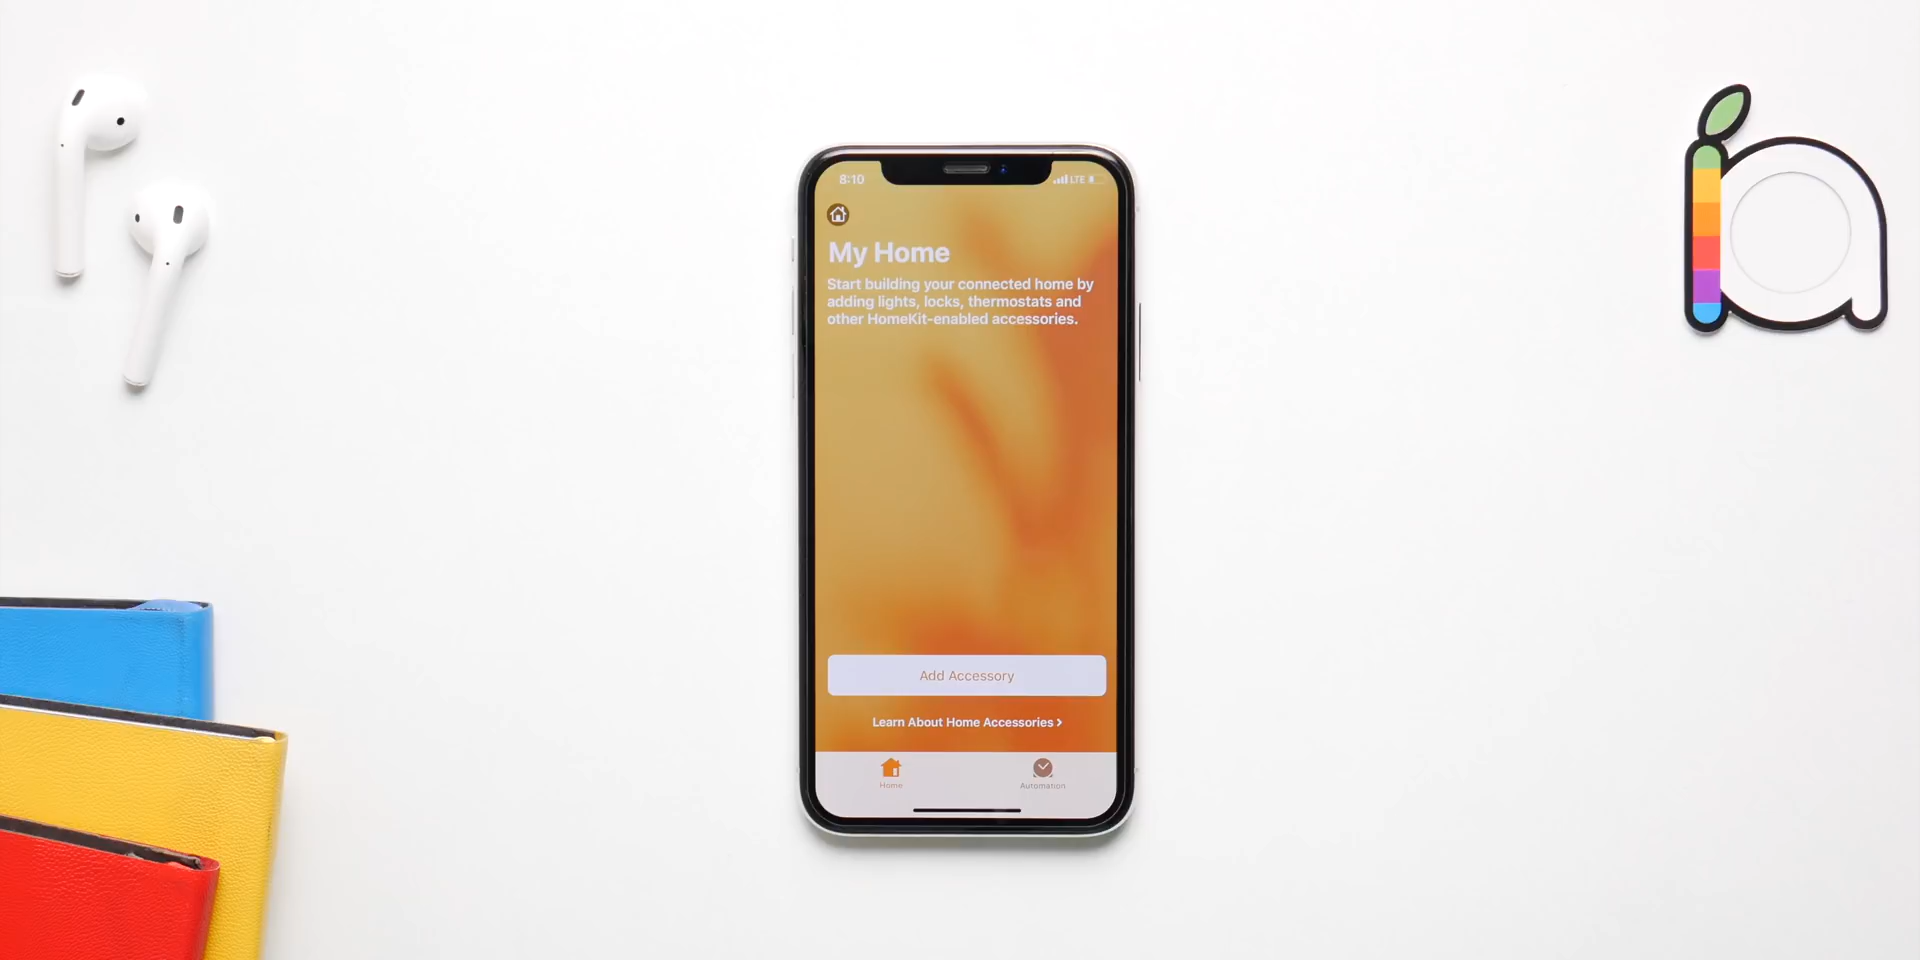 8:10
LTE
My Home
Start building your connected home by
adding lights, locks, thermostats and
other HomeKit-enabled accessories.
Add Accessory
Learn About Home Accessories >
Home
Automation